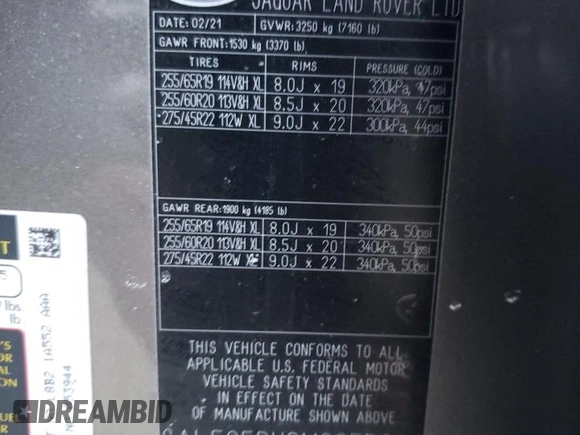 JAGUAR LAND ROVER LTD
DATE: 02/21 GVWR: 3250 kg (7160 lb)
GAWR FRONT: 1530 kg (3370 lb)
TIRES RIMS PRESSURE (COLD)
255/65R19 114V&H XL 8.0J x 19 320kPa, 47psi
255/60R20 113V&H XL 8.5J x 20 320kPa, 47psi
275/45R22 112W XL 9.0J x 22 300kPa, 44psi
GAWR REAR: 1900 kg (4185 lb)
255/65R19 114V&H XL 8.0J x 19 340kPa, 50psi
255/60R20 113V&H XL 8.5J x 20 340kPa, 50psi
275/45R22 112W XL 9.0J x 22 340kPa, 50psi
THIS VEHICLE CONFORMS TO ALL
APPLICABLE U.S. FEDERAL MOTOR
VEHICLE SAFETY STANDARDS
IN EFFECT ON THE DATE OF
MANUFACTURE SHOWN ABOVE
lbs.
1A552 AAA
DREAMBID